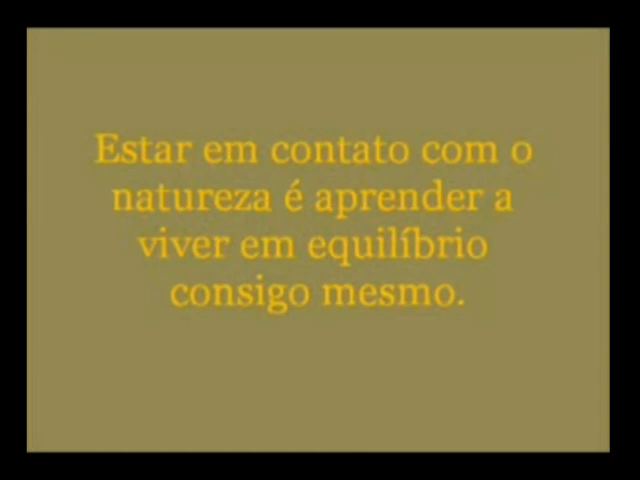 Estar em contato com o
natureza é aprender a
viver em equilíbrio
consigo mesmo.